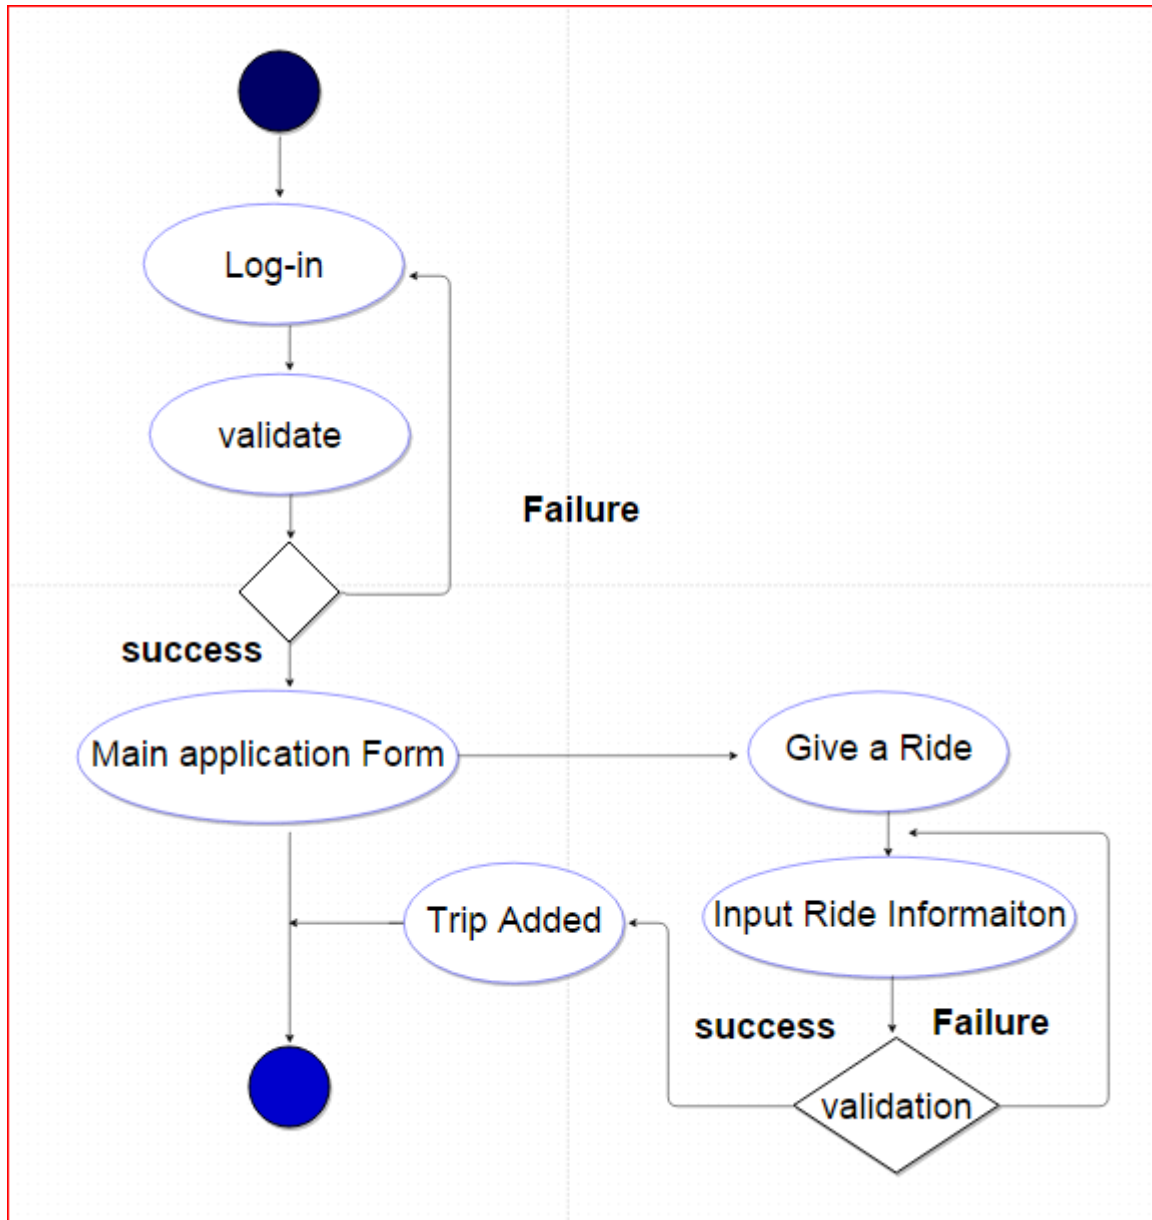 Log-in
validate
Failure
success
Main application Form
Give a Ride
Trip Added
Input Ride Informaiton
success
Failure
validation